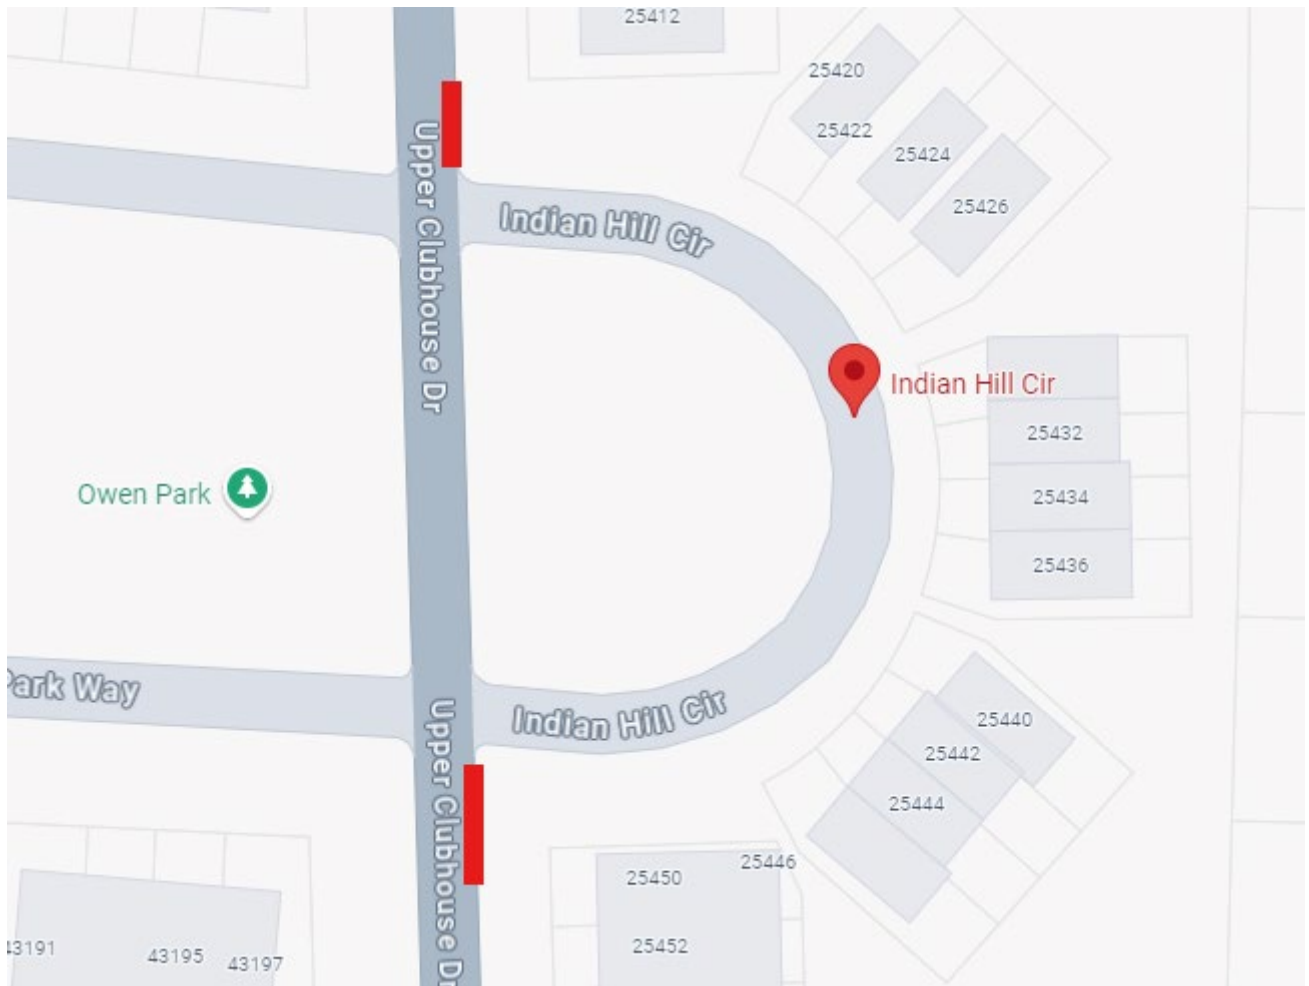 25412
25420
25422
25424
25426
Upper Clubhouse Dr
Indian Hill Cir
Indian Hill Cir
25432
25434
25436
Owen Park
Park Way
Indian Hill Cir
Upper Clubhouse Dr
25440
25442
25444
25446
25450
25452
43191
43195
43197